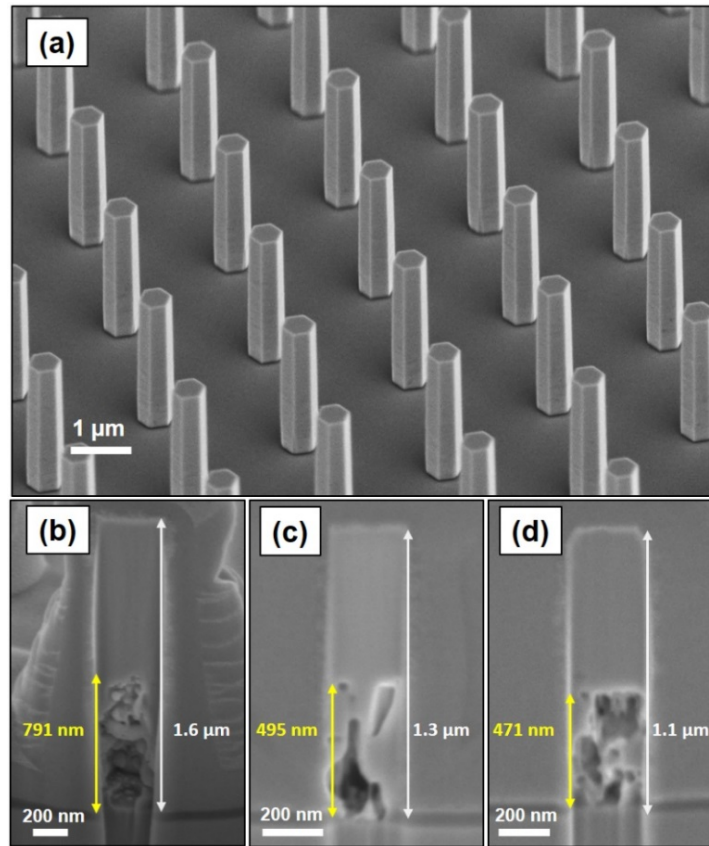 (a)
1 µm
(b)
791 nm
1.6 µm
200 nm
(c)
495 nm
1.3 µm
200 nm
(d)
471 nm
1.1 µm
200 nm